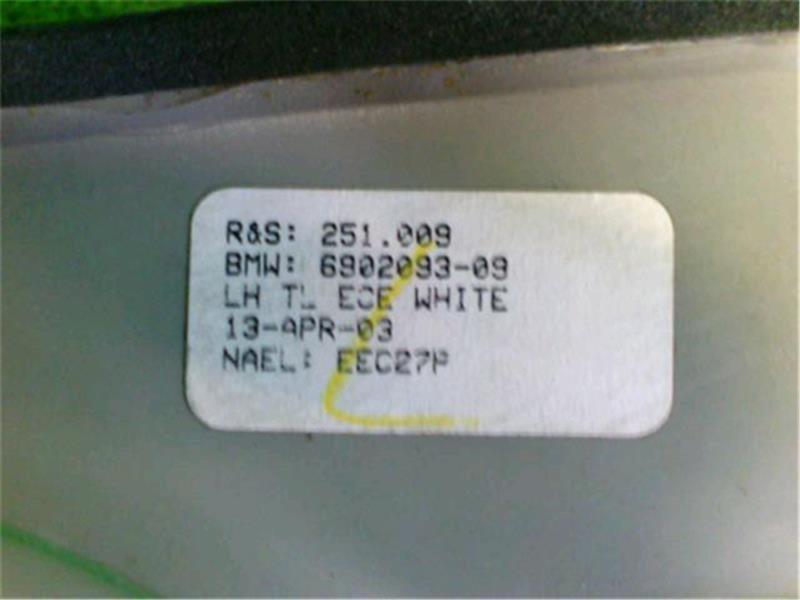 R&S: 251.009
BMW: 6902093-09
LH TL ECE WHITE
13-APR-03
NAEL: EEC27P